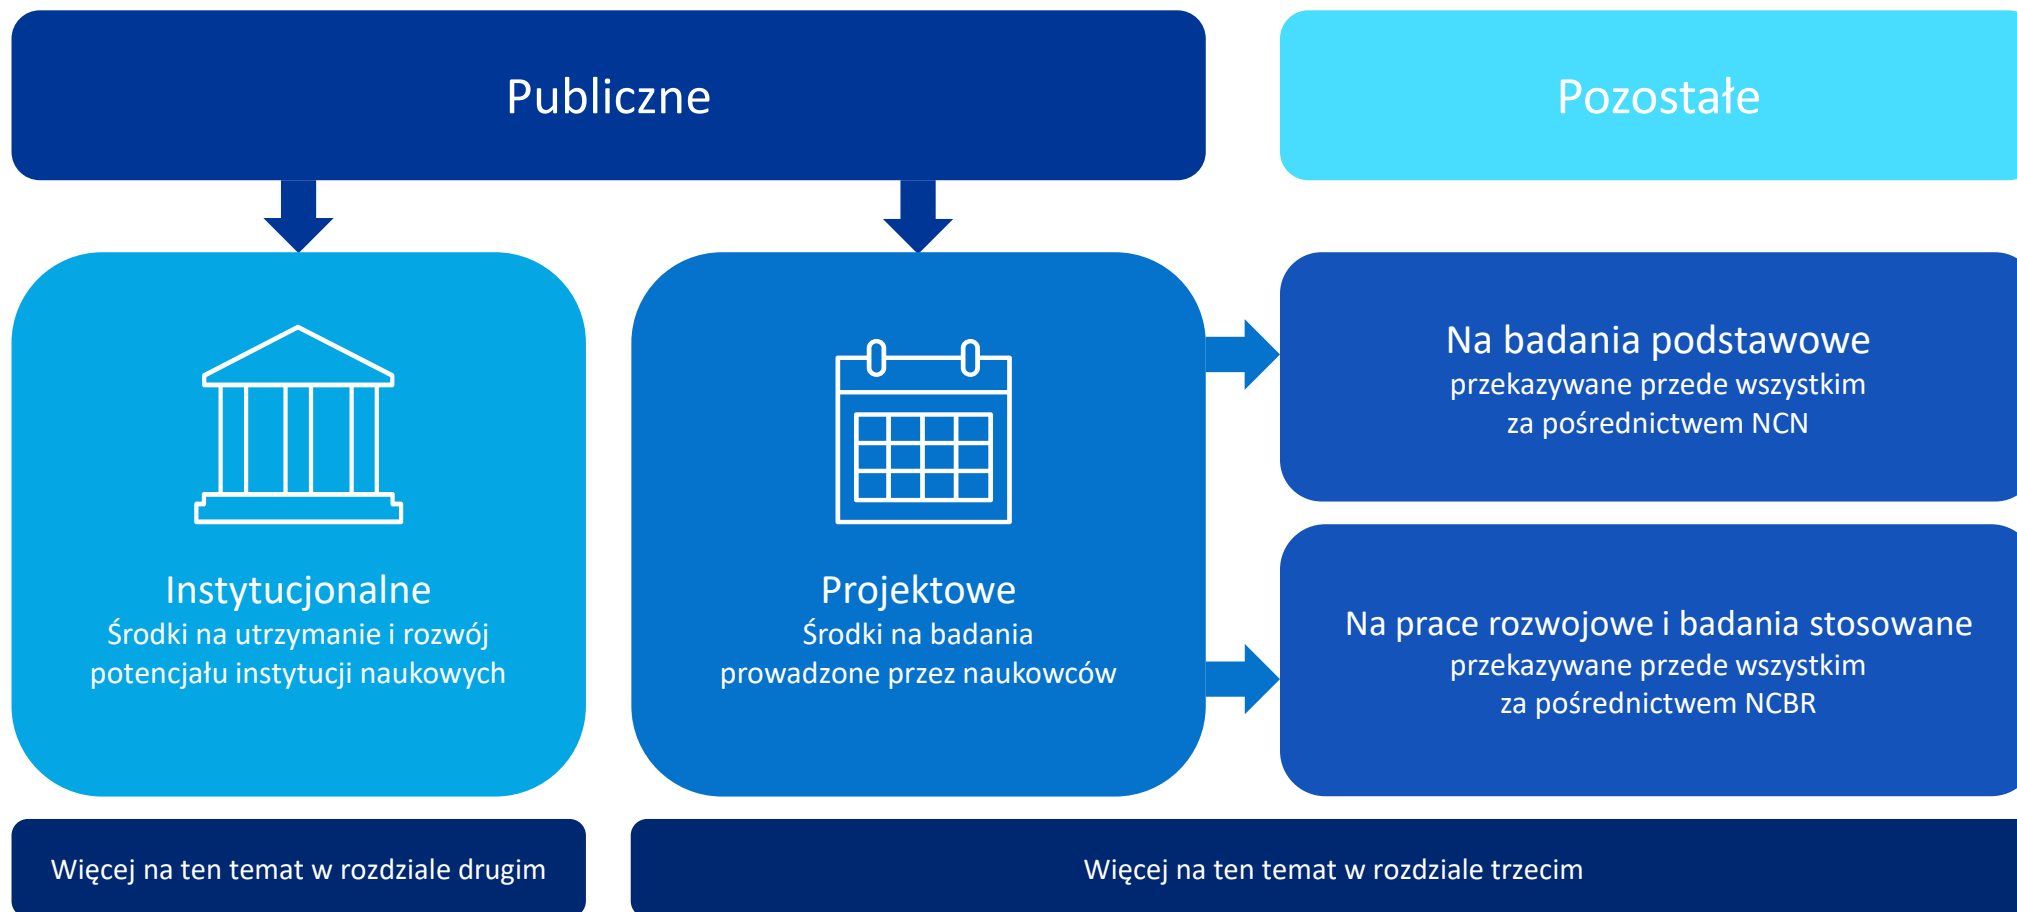 Publiczne
Pozostałe
Instytucjonalne
Środki na utrzymanie i rozwój
potencjału instytucji naukowych
Projektowe
Środki na badania
prowadzone przez naukowców
Na badania podstawowe
przekazywane przede wszystkim
za pośrednictwem NCN
Na prace rozwojowe i badania stosowane
przekazywane przede wszystkim
za pośrednictwem NCBR
Więcej na ten temat w rozdziale drugim
Więcej na ten temat w rozdziale trzecim